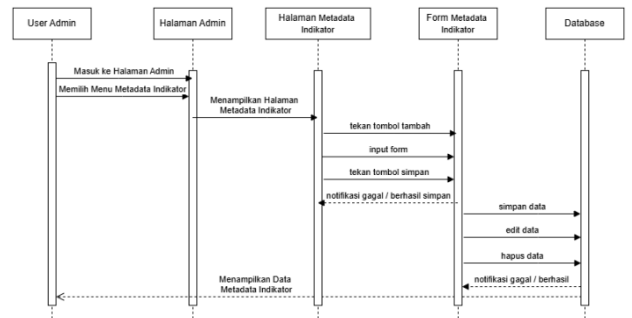 User Admin
Halaman Admin
Halaman Metadata
Indikator
Form Metadata
Indikator
Database
Masuk ke Halaman Admin
Memilih Menu Metadata Indikator
Menampilkan Halaman
Metadata Indikator
tekan tombol tambah
input form
tekan tombol simpan
notifikasi gagal / berhasil simpan
simpan data
edit data
hapus data
notifikasi gagal / berhasil
Menampilkan Data
Metadata Indikator